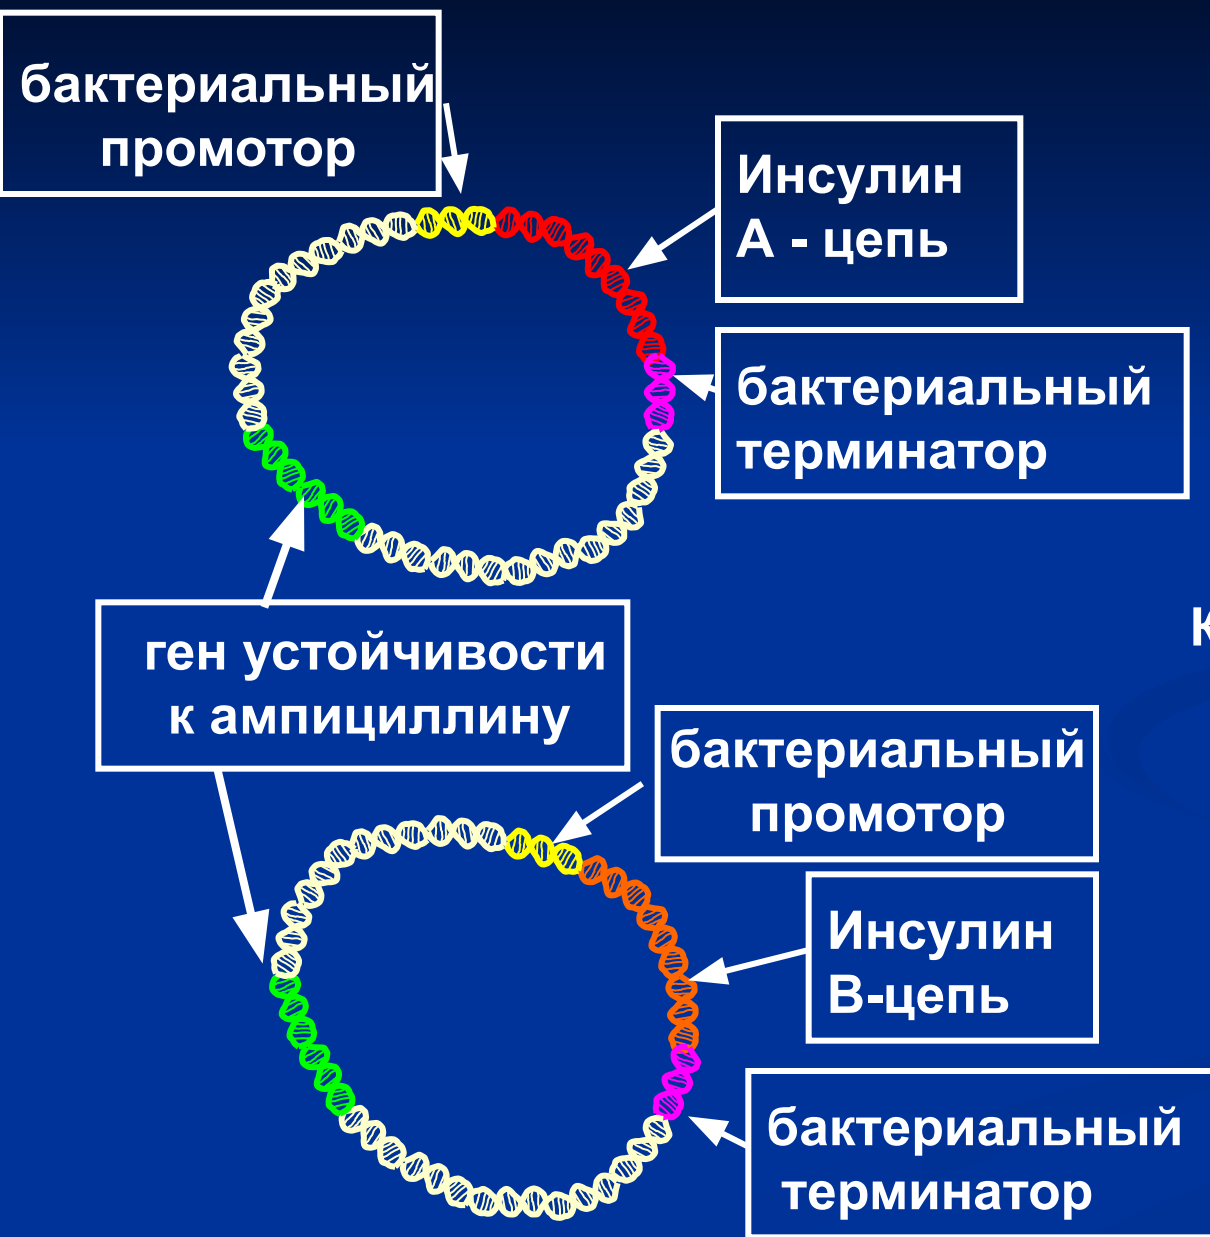 бактериальный
промотор
Инсулин
А - цепь
бактериальный
терминатор
ген устойчивости
к ампициллину
к
бактериальный
промотор
Инсулин
В-цепь
бактериальный
терминатор